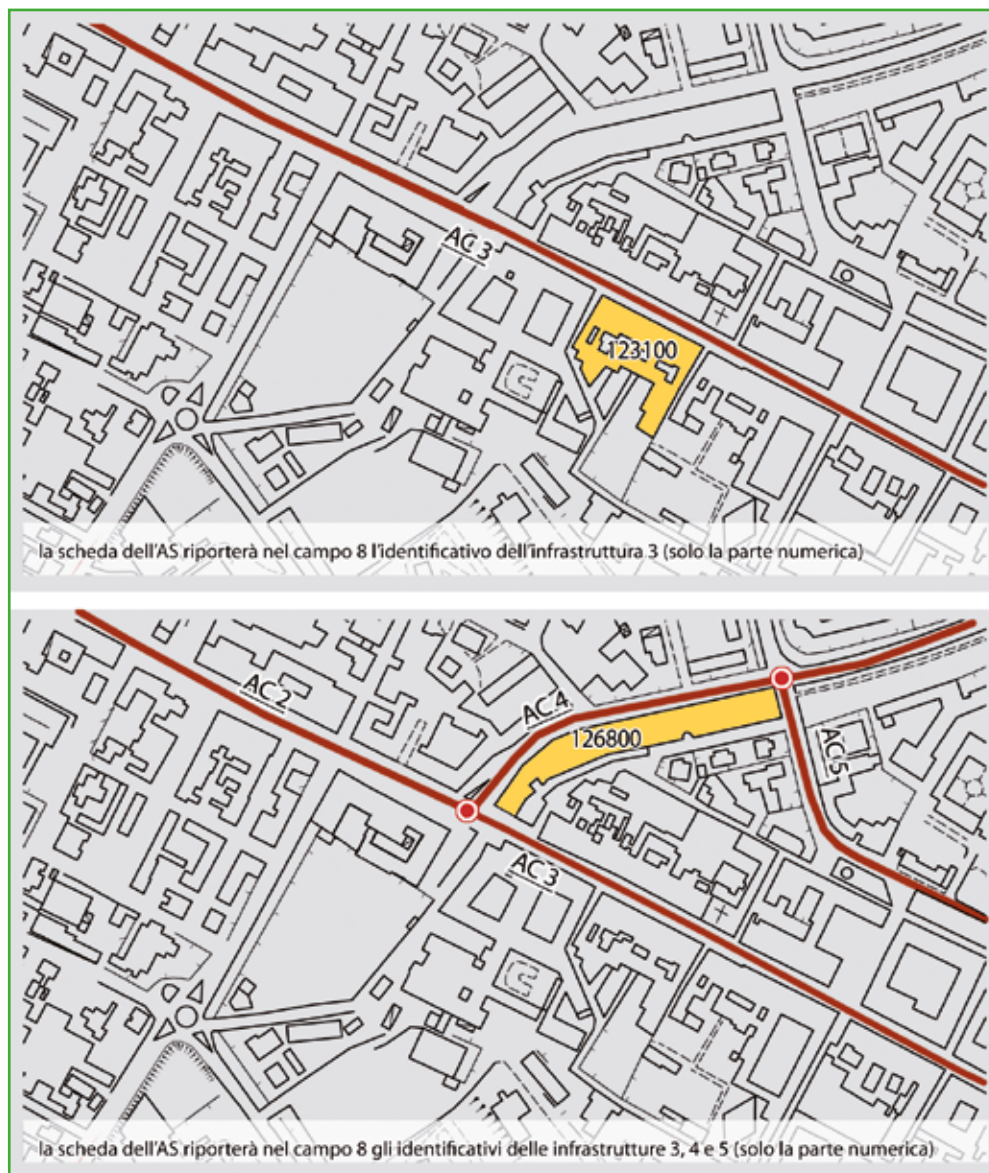 AC 3
123100
la scheda dell'AS riporterà nel campo 8 l'identificativo dell'infrastruttura 3 (solo la parte numerica)
AC 2
AC 4
126800
AC 5
AC 3
la scheda dell'AS riporterà nel campo 8 gli identificativi delle infrastrutture 3, 4 e 5 (solo la parte numerica)